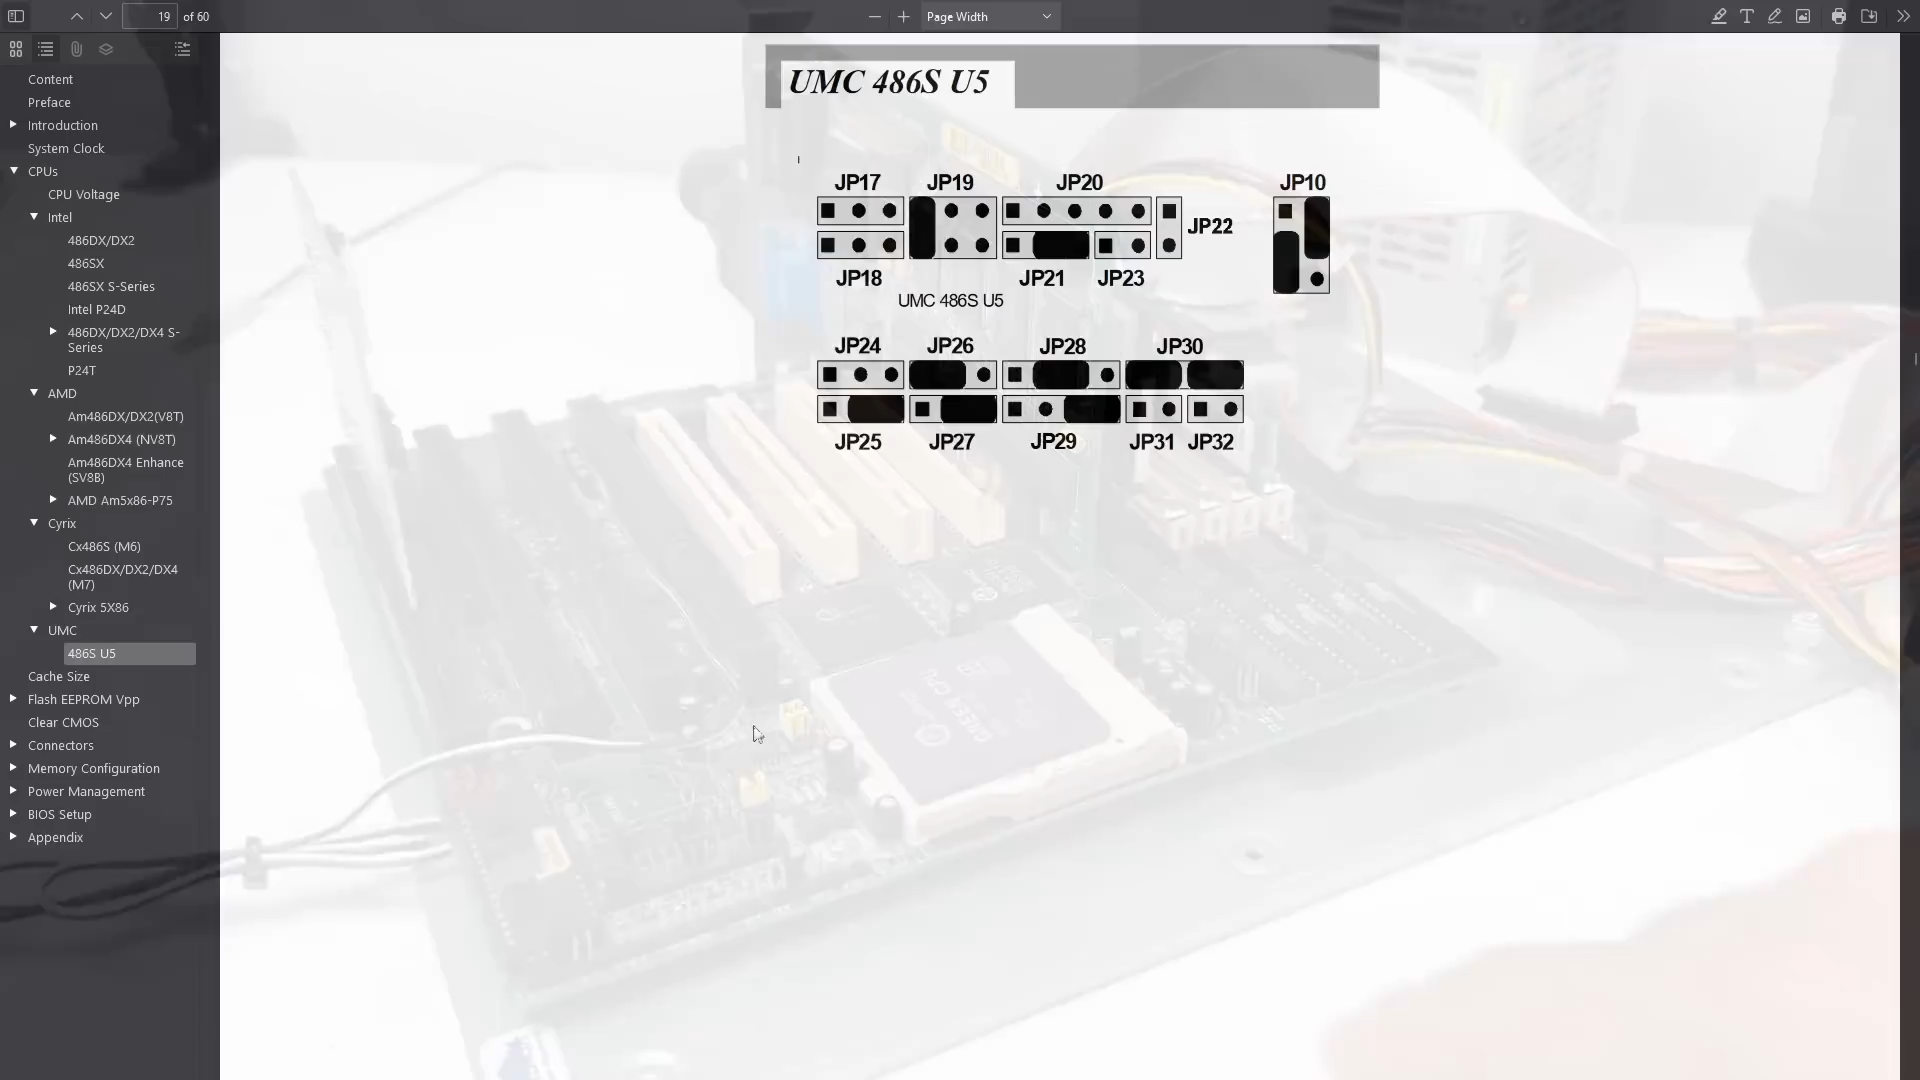 19 of 60
Page Width
Content
Preface
Introduction
System Clock
CPUs
CPU Voltage
Intel
486DX/DX2
486SX
486SX S-Series
Intel P24D
486DX/DX2/DX4 S-
Series
P24T
AMD
Am486DX/DX2(V8T)
Am486DX4 (NV8T)
Am486DX4 Enhance
(SV8B)
AMD Am5x86-P75
Cyrix
Cx486S (M6)
Cx486DX/DX2/DX4
(M7)
Cyrix 5X86
UMC
486S U5
Cache Size
Flash EEPROM Vpp
Clear CMOS
Connectors
Memory Configuration
Power Management
BIOS Setup
Appendix
UMC 486S U5
JP17 JP19 JP20 JP10
JP22
JP18 JP21 JP23
UMC 486S U5
JP24 JP26 JP28 JP30
JP25 JP27 JP29 JP31 JP32